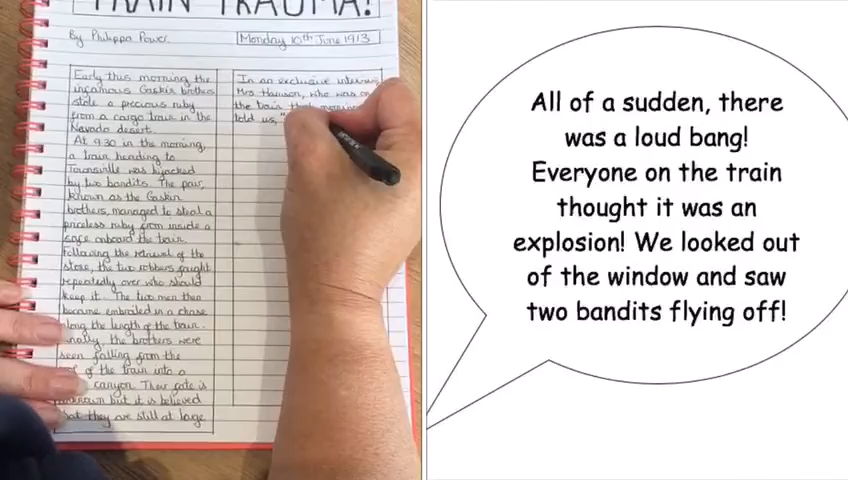 TRAIN TRAUMA!
By Philippa Power.
Monday 10th June 1913
Early this morning the
infamous Gaskin brothers
stole a precious ruby
from a cargo train in the
Navado desert.
At 9:30 in the morning,
a train heading to
Townsville was hijacked
by two bandits. The pair,
known as the Gaskin
brothers, managed to steal a
priceless ruby from inside a
safe onboard the train.
Following the retrieval of the
stone, the two robbers fought
repeatedly over who should
keep it. The two men then
became embroiled in a chase
along the length of the train.
the brothers were
seen falling from the
of the train into a
canyon. Their fate is
but it is believed
that they are still at large
In an exclusive
Mrs Harrison, who was on
the train that morning
told us, "
All of a sudden, there
was a loud bang!
Everyone on the train
thought it was an
explosion! We looked out
of the window and saw
two bandits flying off!